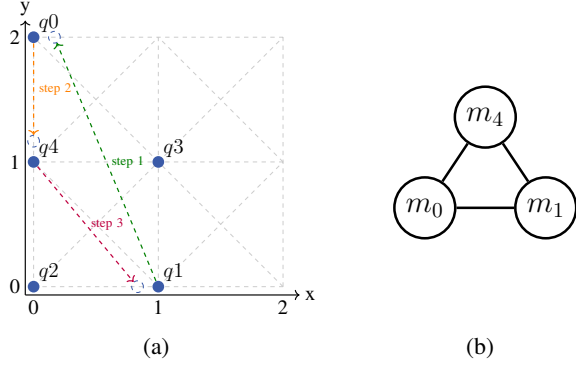 y
2
q0
step 2
q4
q3
1
step 1
step 3
q2
q1
0
x
0
1
2
(a)
m₄
m₀
m₁
(b)